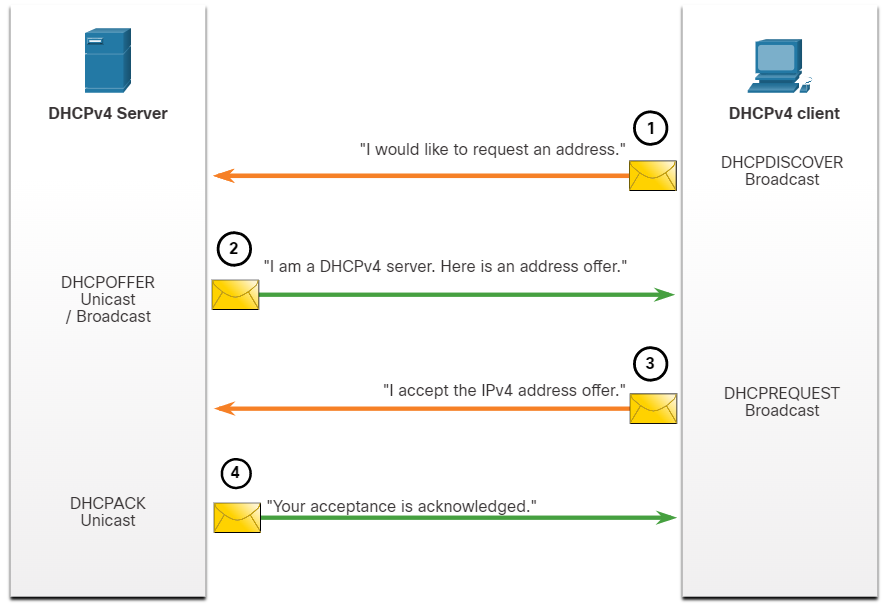 DHCPv4 Server
DHCPv4 client
1
"I would like to request an address."
DHCPDISCOVER
Broadcast
2
"I am a DHCPv4 server. Here is an address offer."
DHCPOFFER
Unicast
/ Broadcast
3
"I accept the IPv4 address offer."
DHCPREQUEST
Broadcast
4
"Your acceptance is acknowledged."
DHCPACK
Unicast